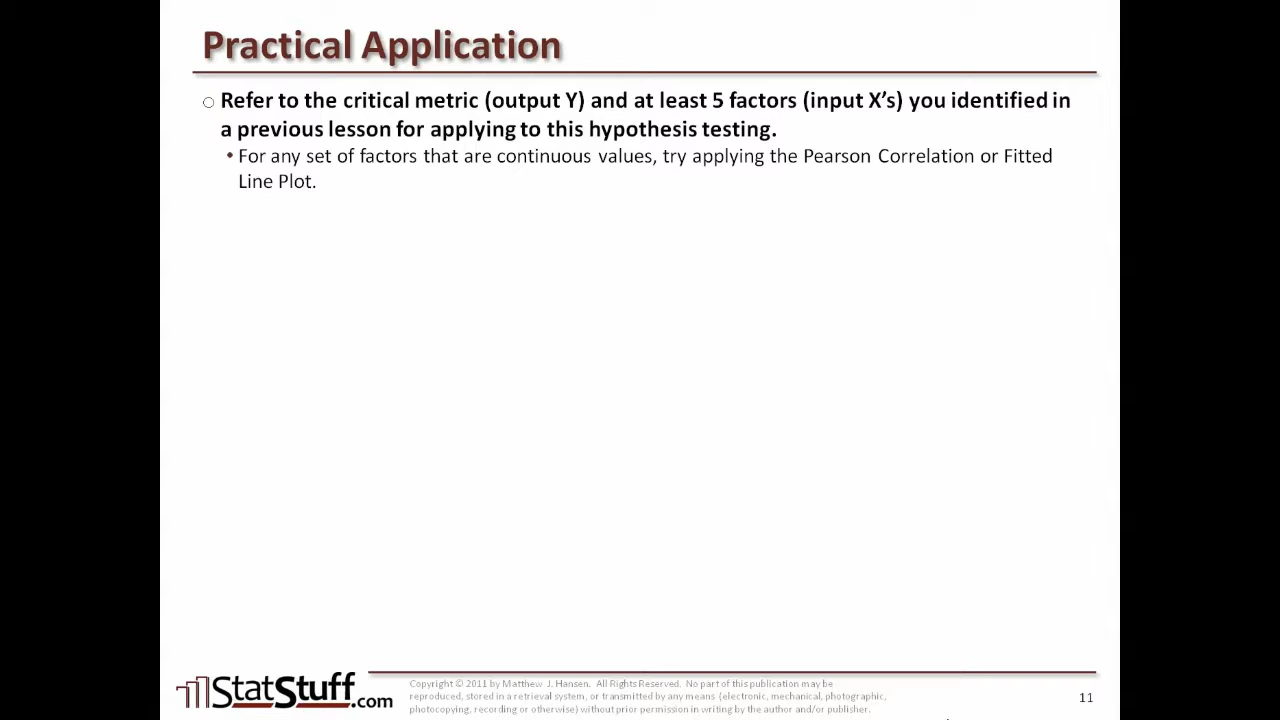 Practical Application
○ Refer to the critical metric (output Y) and at least 5 factors (input X's) you identified in
a previous lesson for applying to this hypothesis testing.
• For any set of factors that are continuous values, try applying the Pearson Correlation or Fitted
Line Plot.
StatStuff.com
Copyright © 2011 by Matthew J. Hansen. All Rights Reserved. No part of this publication may be
reproduced, stored in a retrieval system, or transmitted by any means (electronic, mechanical, photographic,
photocopying, recording or otherwise) without prior permission in writing by the author and/or publisher.
11